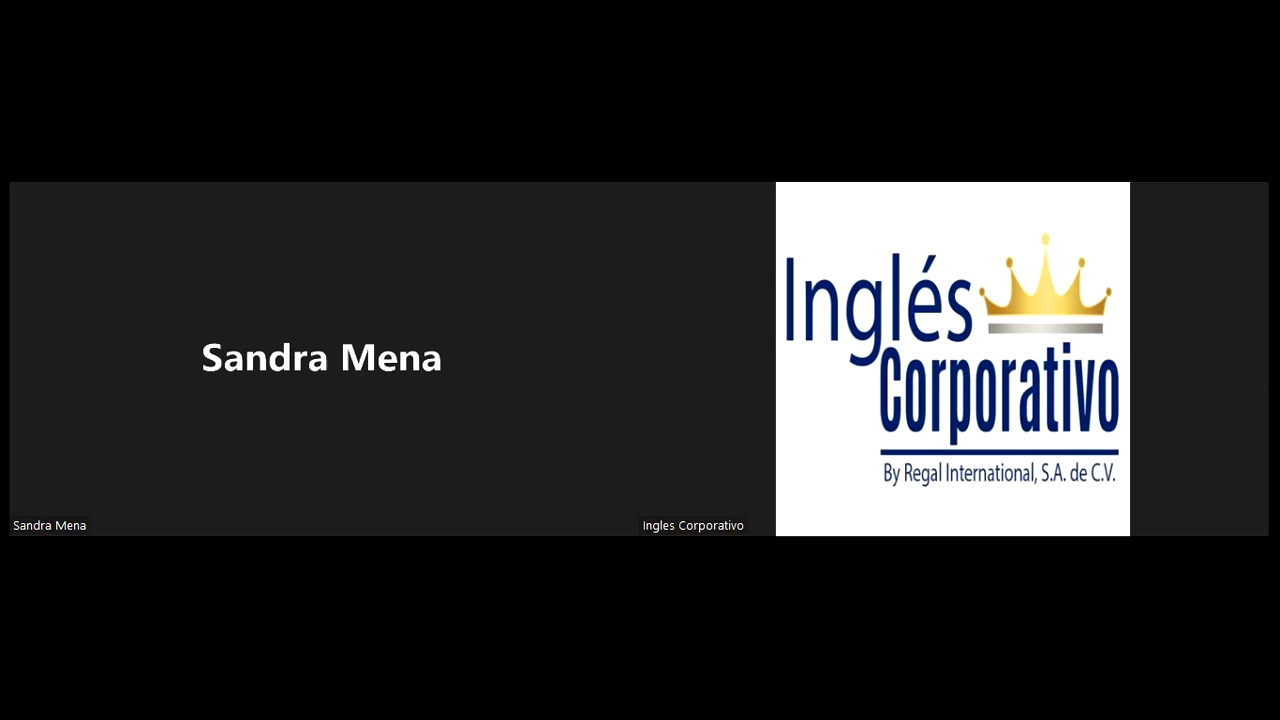 Sandra Mena
Inglés
Corporativo
By Regal International, S.A. de C.V.
Sandra Mena
Ingles Corporativo